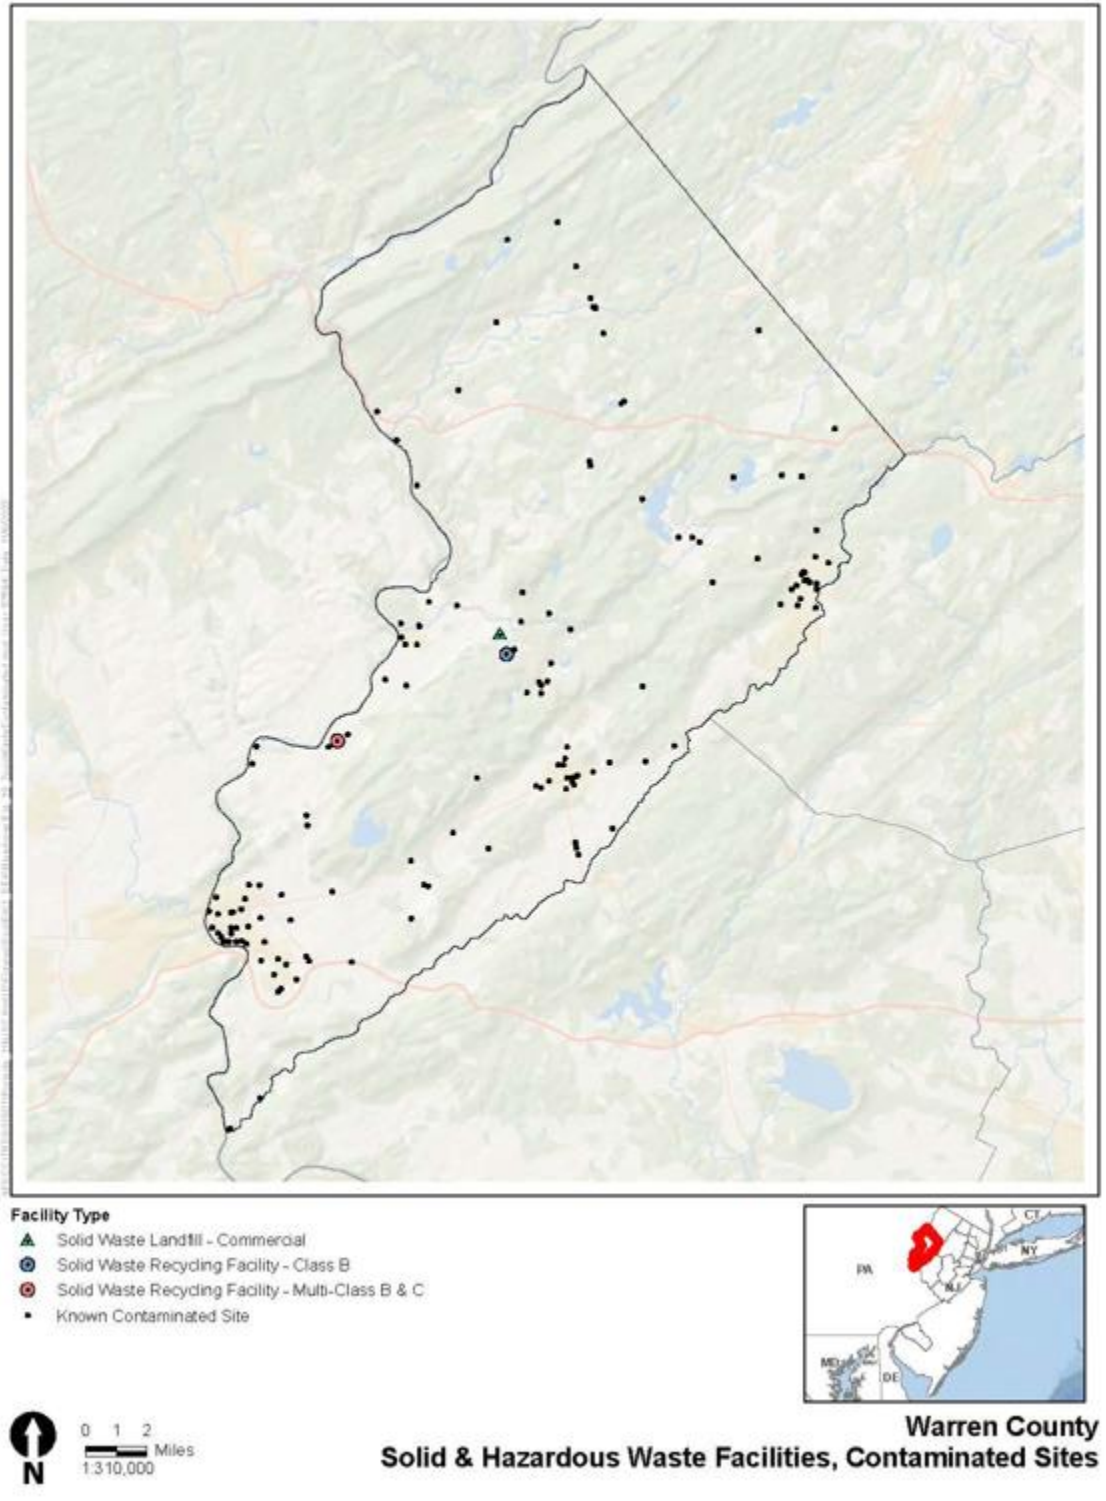 Facility Type
Solid Waste Landfill - Commercial
Solid Waste Recycling Facility - Class B
Solid Waste Recycling Facility - Multi-Class B & C
Known Contaminated Site
CT
NY
PA
NJ
MD
DE
0 1 2
Miles
1:310,000
N
Warren County
Solid & Hazardous Waste Facilities, Contaminated Sites